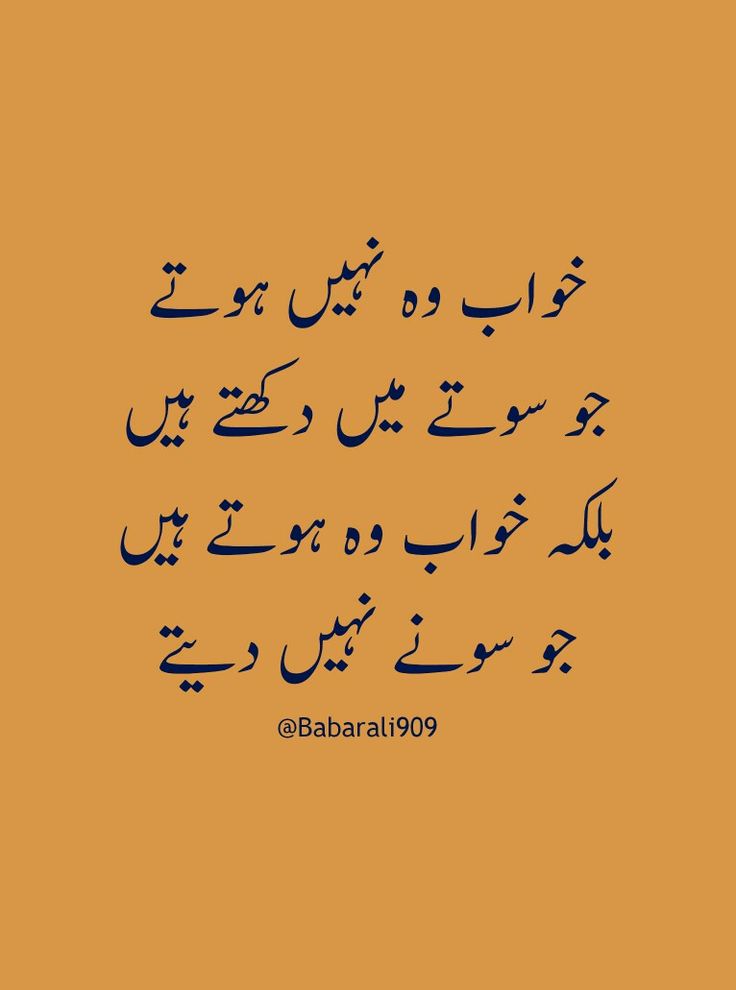 خواب وہ نہیں ہوتے
جو سوتے میں دکھتے ہیں
بلکہ خواب وہ ہوتے ہیں
جو سونے نہیں دیتے
@Babarali909